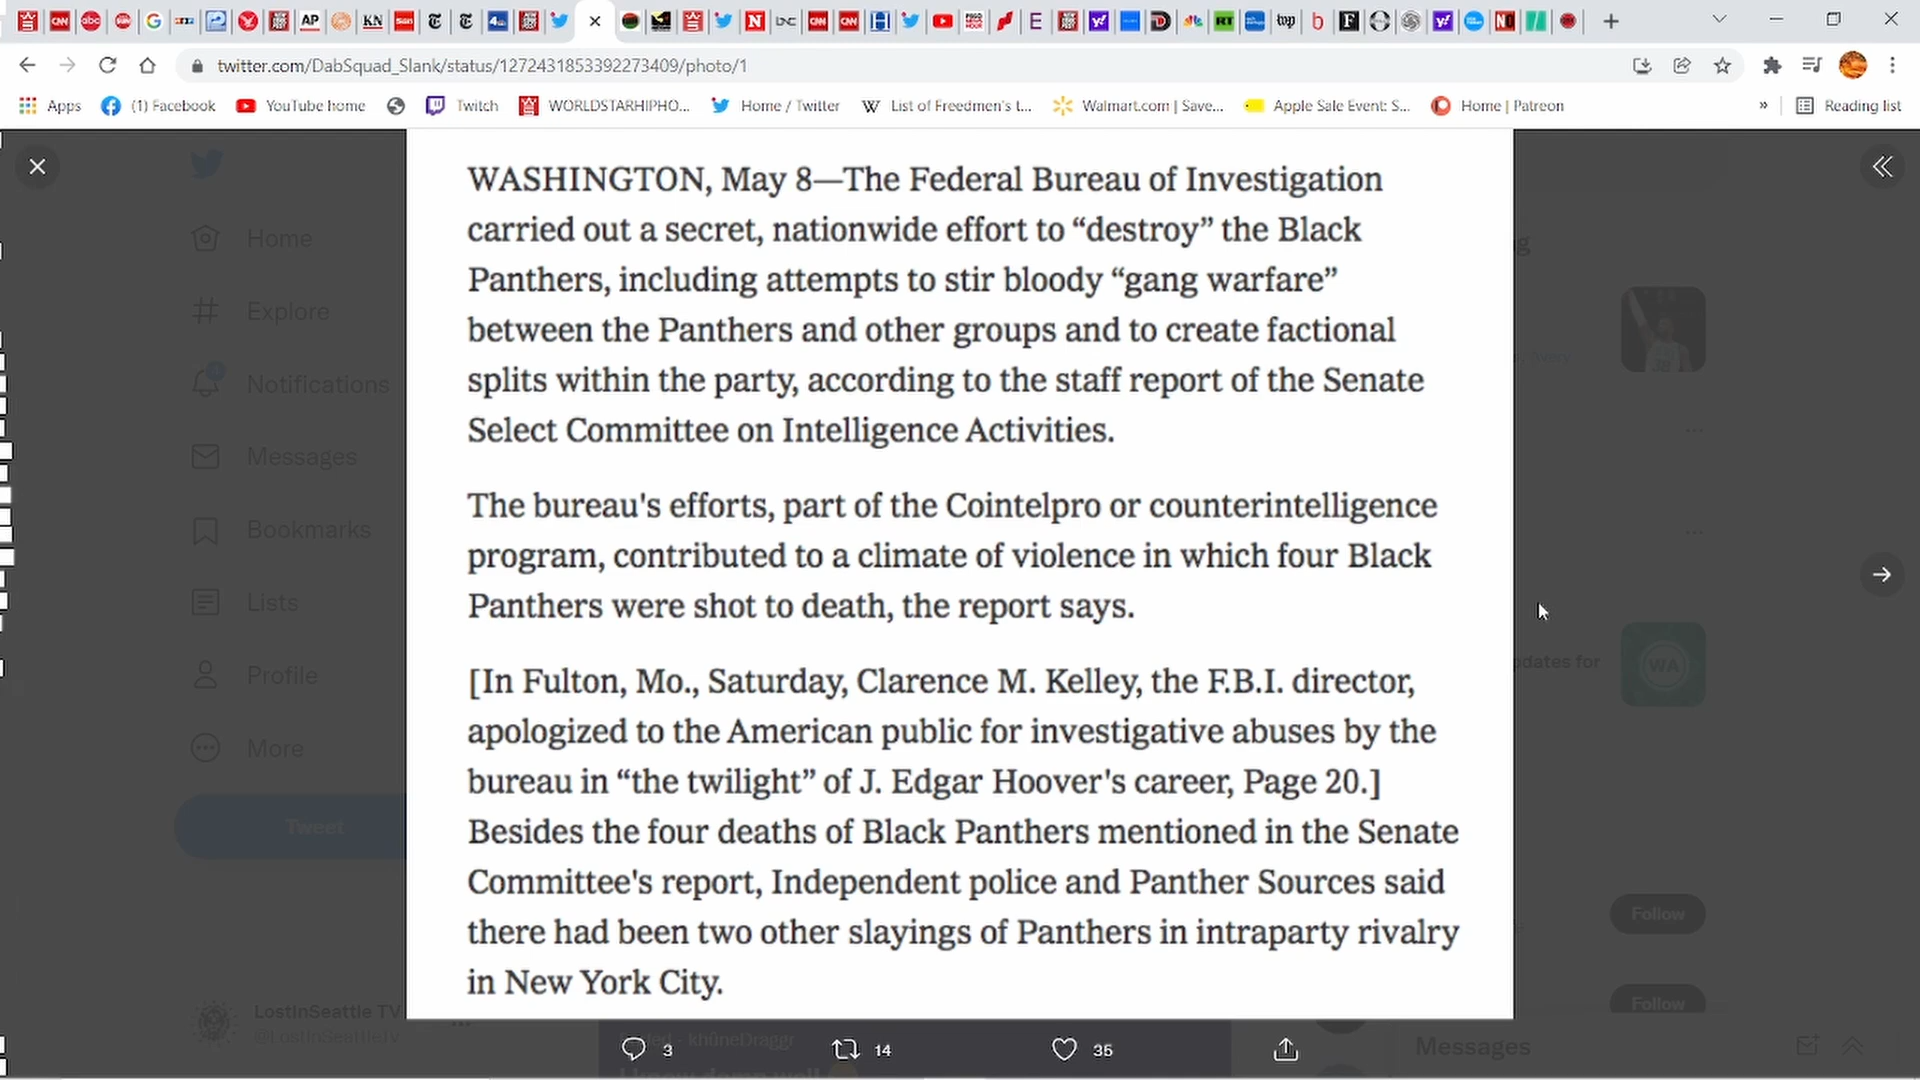 twitter.com/DabSquad_Slank/status/1272431853392273409/photo/1
Apps
(1) Facebook
YouTube home
Twitch
WORLDSTARHIPHO...
Home / Twitter
List of Freedmen's t...
Walmart.com | Save...
Apple Sale Event: S...
Home | Patreon
»
Reading list
WASHINGTON, May 8—The Federal Bureau of Investigation
carried out a secret, nationwide effort to “destroy” the Black
Panthers, including attempts to stir bloody “gang warfare”
between the Panthers and other groups and to create factional
splits within the party, according to the staff report of the Senate
Select Committee on Intelligence Activities.
The bureau's efforts, part of the Cointelpro or counterintelligence
program, contributed to a climate of violence in which four Black
Panthers were shot to death, the report says.
[In Fulton, Mo., Saturday, Clarence M. Kelley, the F.B.I. director,
apologized to the American public for investigative abuses by the
bureau in “the twilight” of J. Edgar Hoover's career, Page 20.]
Besides the four deaths of Black Panthers mentioned in the Senate
Committee's report, Independent police and Panther Sources said
there had been two other slayings of Panthers in intraparty rivalry
in New York City.
Home
Explore
Notifications
Messages
Bookmarks
Lists
Profile
More
Tweet
LostInSeattle TV
@LostInSeattleTv
3
14
35
pdates for
WA
Follow
Follow
Messages